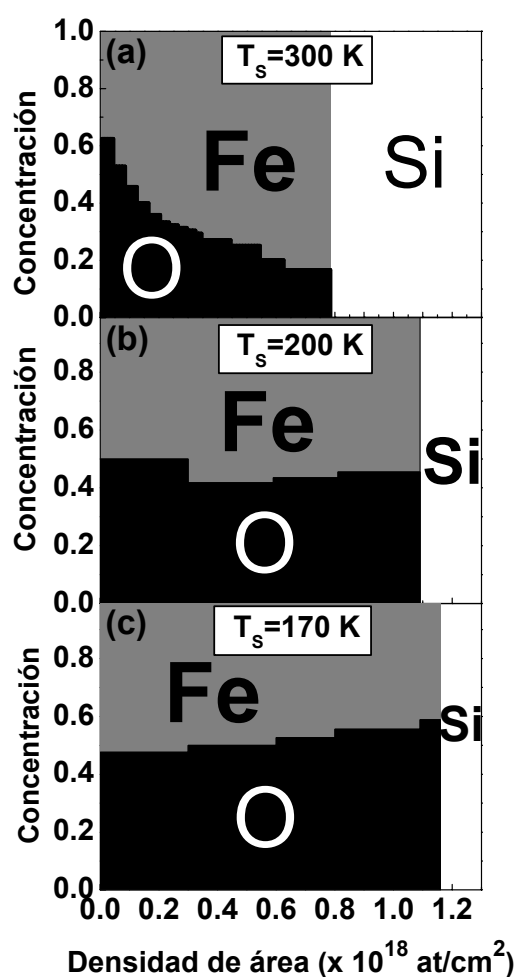 (a)
T_S=300 K
1.0
0.8
0.6
0.4
0.2
0.0
Concentración
Fe
Si
O
(b)
T_S=200 K
0.8
0.6
0.4
0.2
0.0
Concentración
Fe
Si
O
(c)
T_S=170 K
0.8
0.6
0.4
0.2
0.0
Concentración
Fe
Si
O
0.0 0.2 0.4 0.6 0.8 1.0 1.2
Densidad de área (x 10^18 at/cm^2)